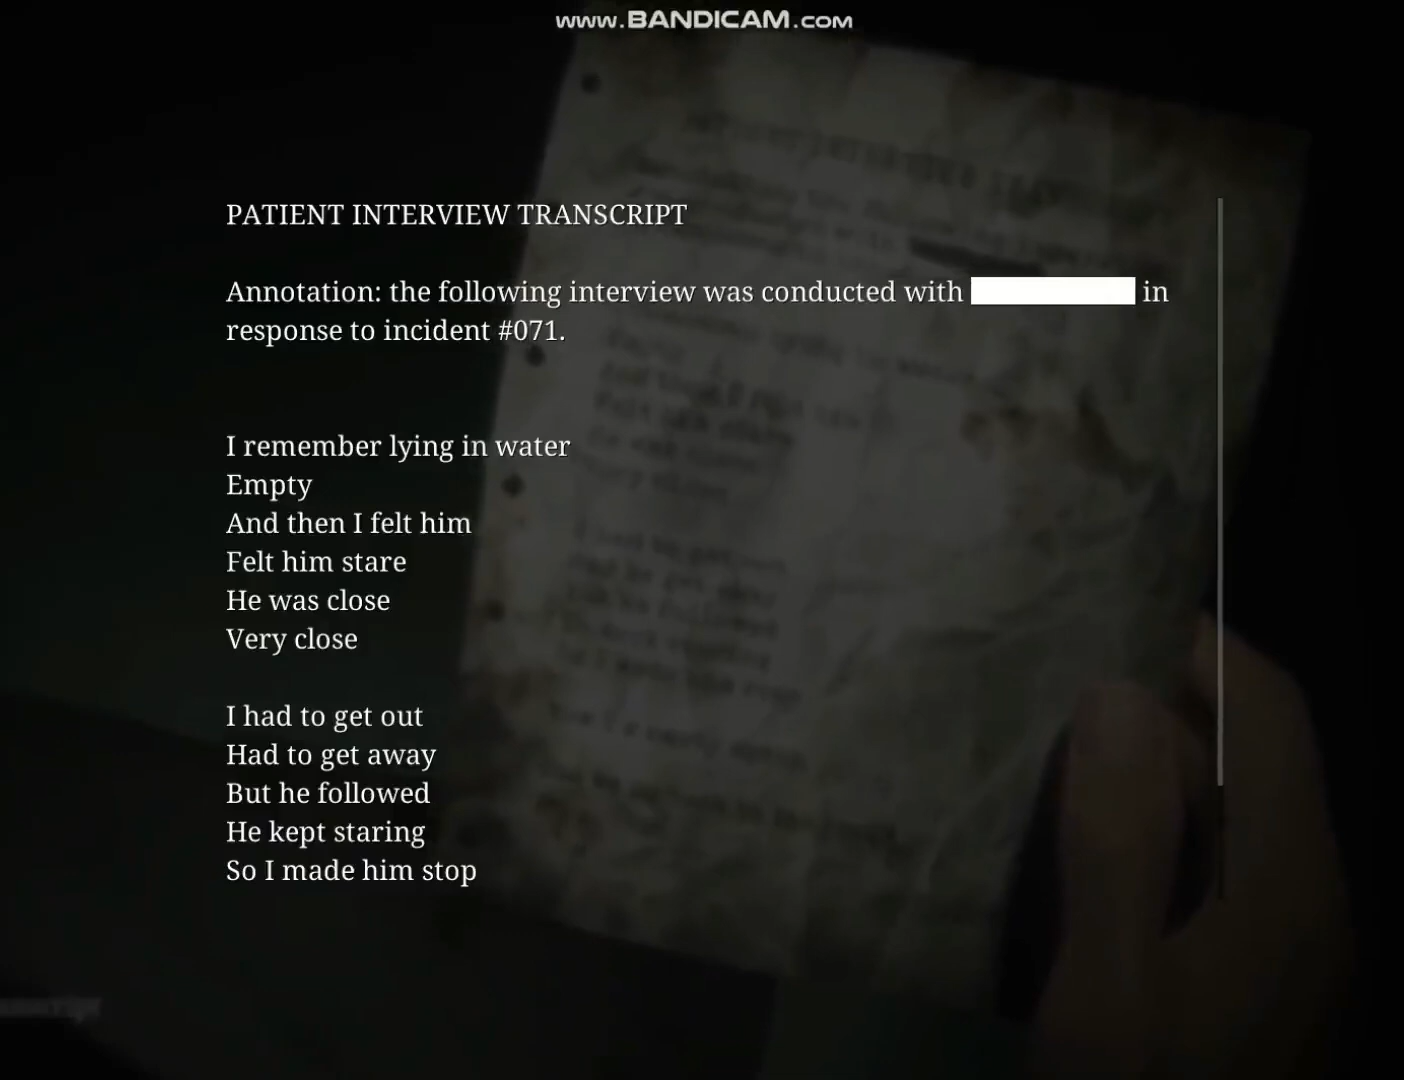 www.BANDICAM.com
PATIENT INTERVIEW TRANSCRIPT
Annotation: the following interview was conducted with in
response to incident #071.
I remember lying in water
Empty
And then I felt him
Felt him stare
He was close
Very close
I had to get out
Had to get away
But he followed
He kept staring
So I made him stop